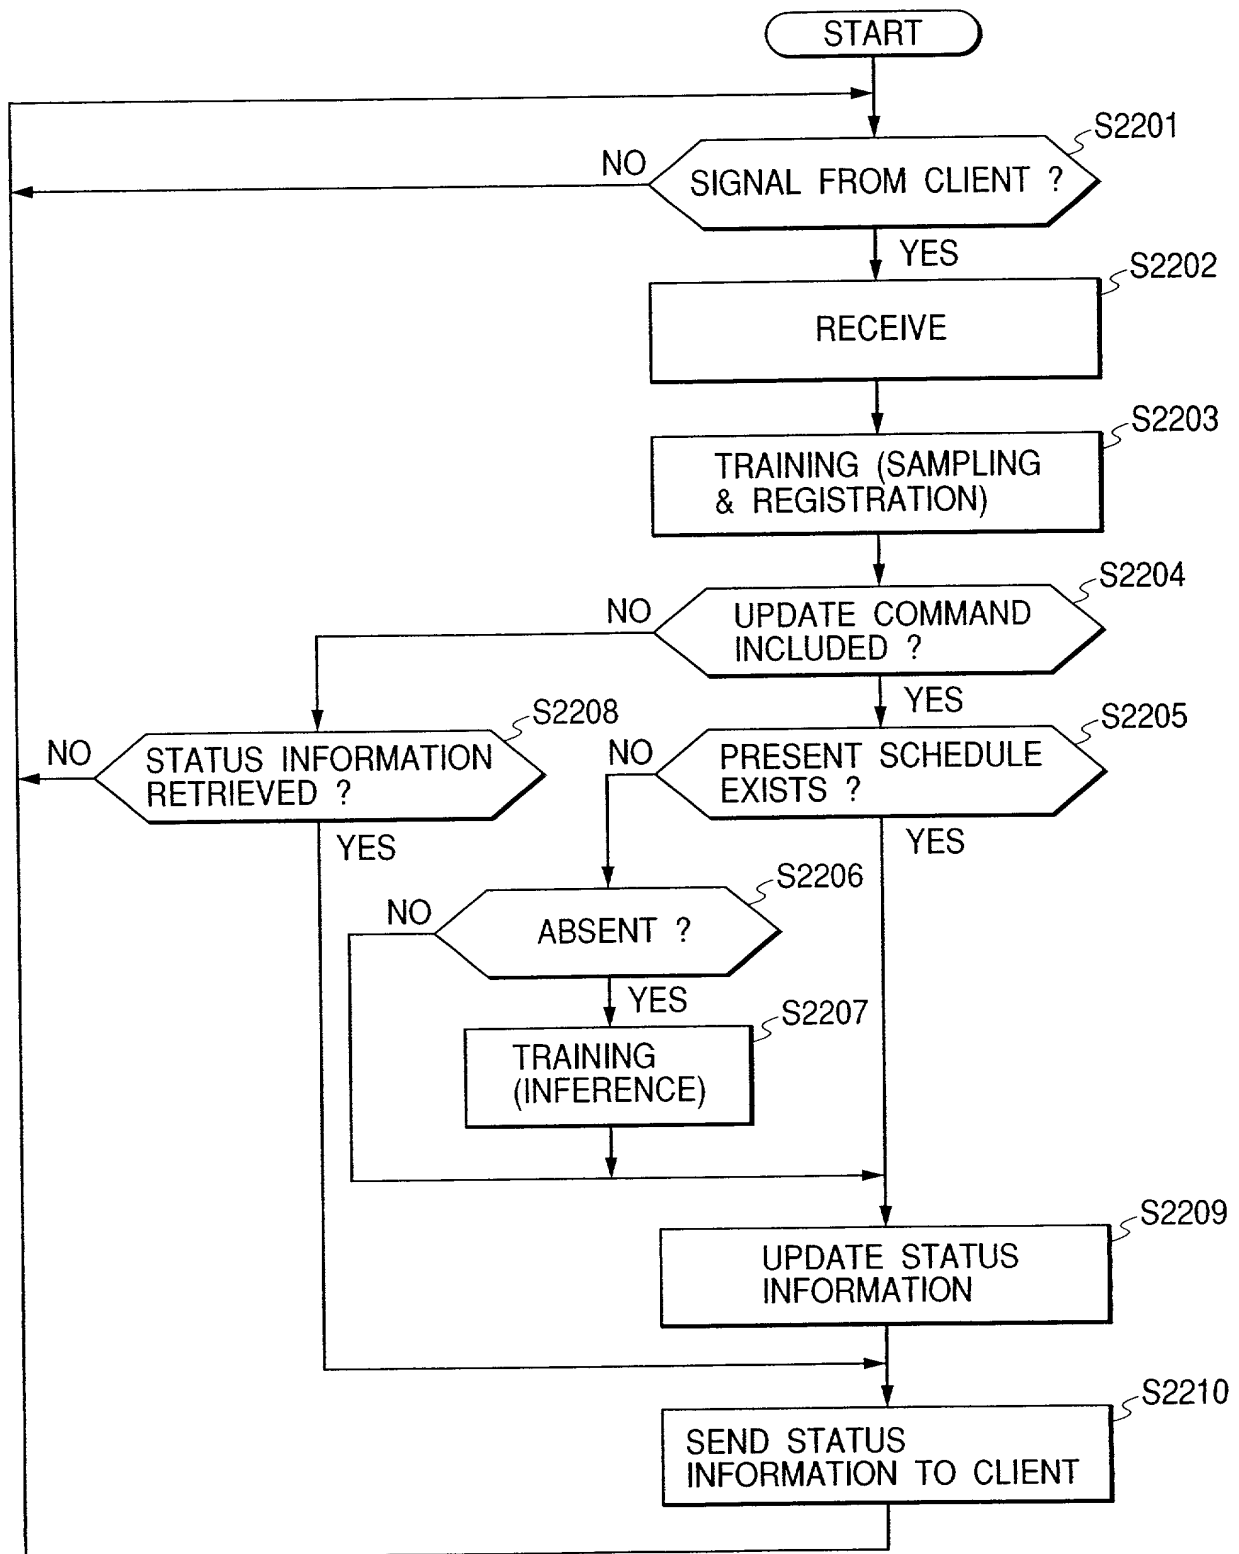 START
S2201
NO
SIGNAL FROM CLIENT ?
YES
S2202
RECEIVE
S2203
TRAINING (SAMPLING
& REGISTRATION)
S2204
NO
UPDATE COMMAND
INCLUDED ?
YES
S2208
NO
STATUS INFORMATION
RETRIEVED ?
YES
S2205
NO
PRESENT SCHEDULE
EXISTS ?
YES
S2206
NO
ABSENT ?
YES
S2207
TRAINING
(INFERENCE)
S2209
UPDATE STATUS
INFORMATION
S2210
SEND STATUS
INFORMATION TO CLIENT